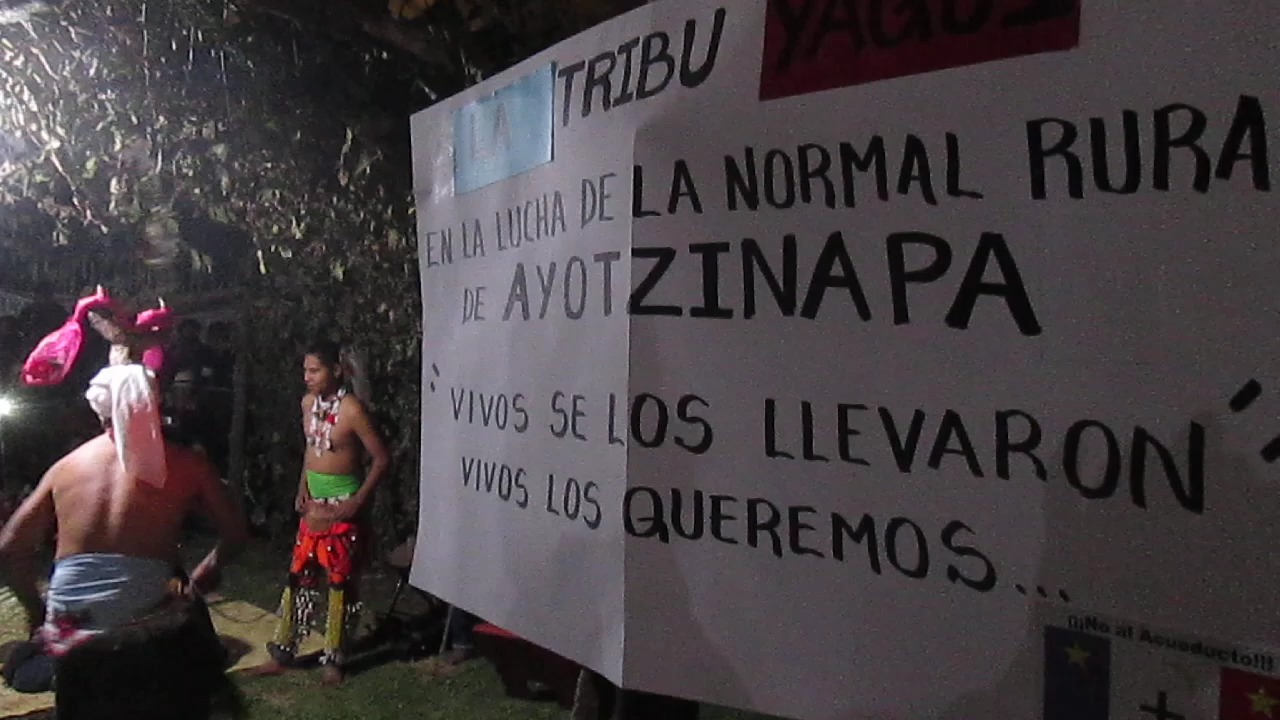 LA TRIBU YAQUI
EN LA LUCHA DE LA NORMAL RURA
DE AYOTZINAPA
"VIVOS SE LOS LLEVARON"
VIVOS LOS QUEREMOS...
¡¡¡No al Acueducto!!!